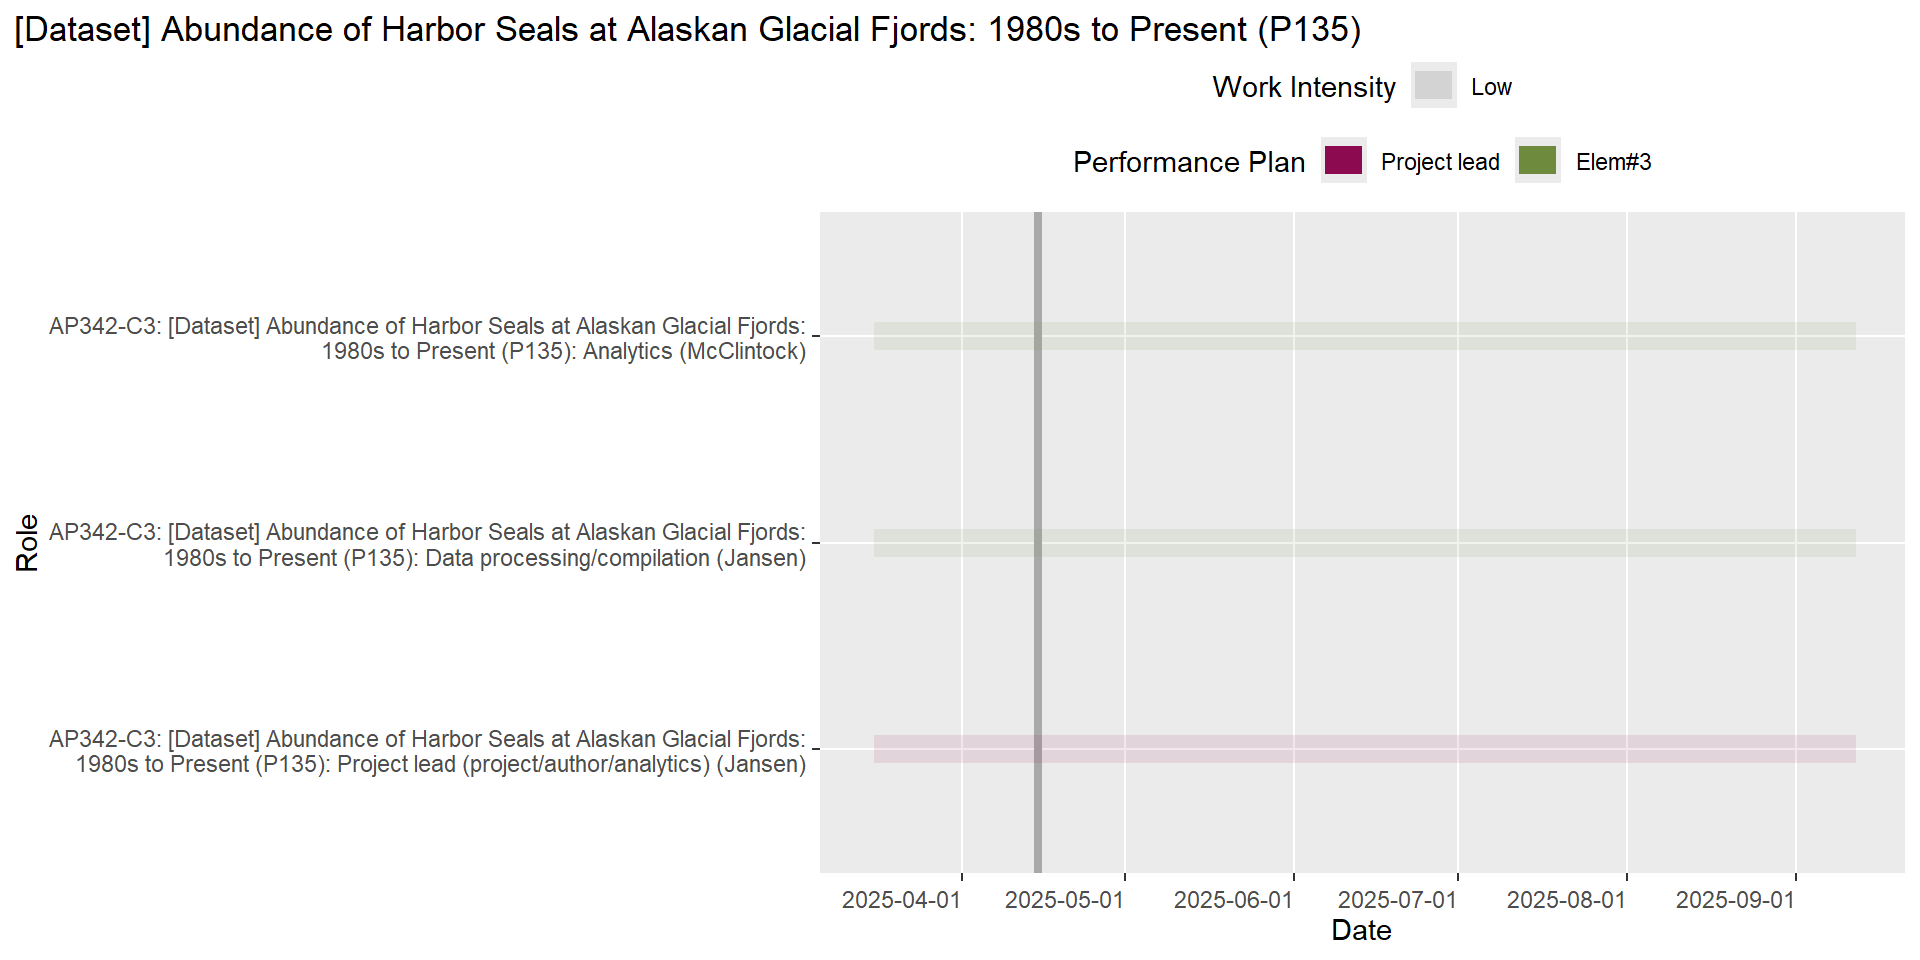 [Dataset] Abundance of Harbor Seals at Alaskan Glacial Fjords: 1980s to Present (P135)
Work Intensity Low
Performance Plan Project lead Elem#3
AP342-C3: [Dataset] Abundance of Harbor Seals at Alaskan Glacial Fjords:
1980s to Present (P135): Analytics (McClintock)
Role
AP342-C3: [Dataset] Abundance of Harbor Seals at Alaskan Glacial Fjords:
1980s to Present (P135): Data processing/compilation (Jansen)
AP342-C3: [Dataset] Abundance of Harbor Seals at Alaskan Glacial Fjords:
1980s to Present (P135): Project lead (project/author/analytics) (Jansen)
2025-04-01 2025-05-01 2025-06-01 2025-07-01 2025-08-01 2025-09-01
Date